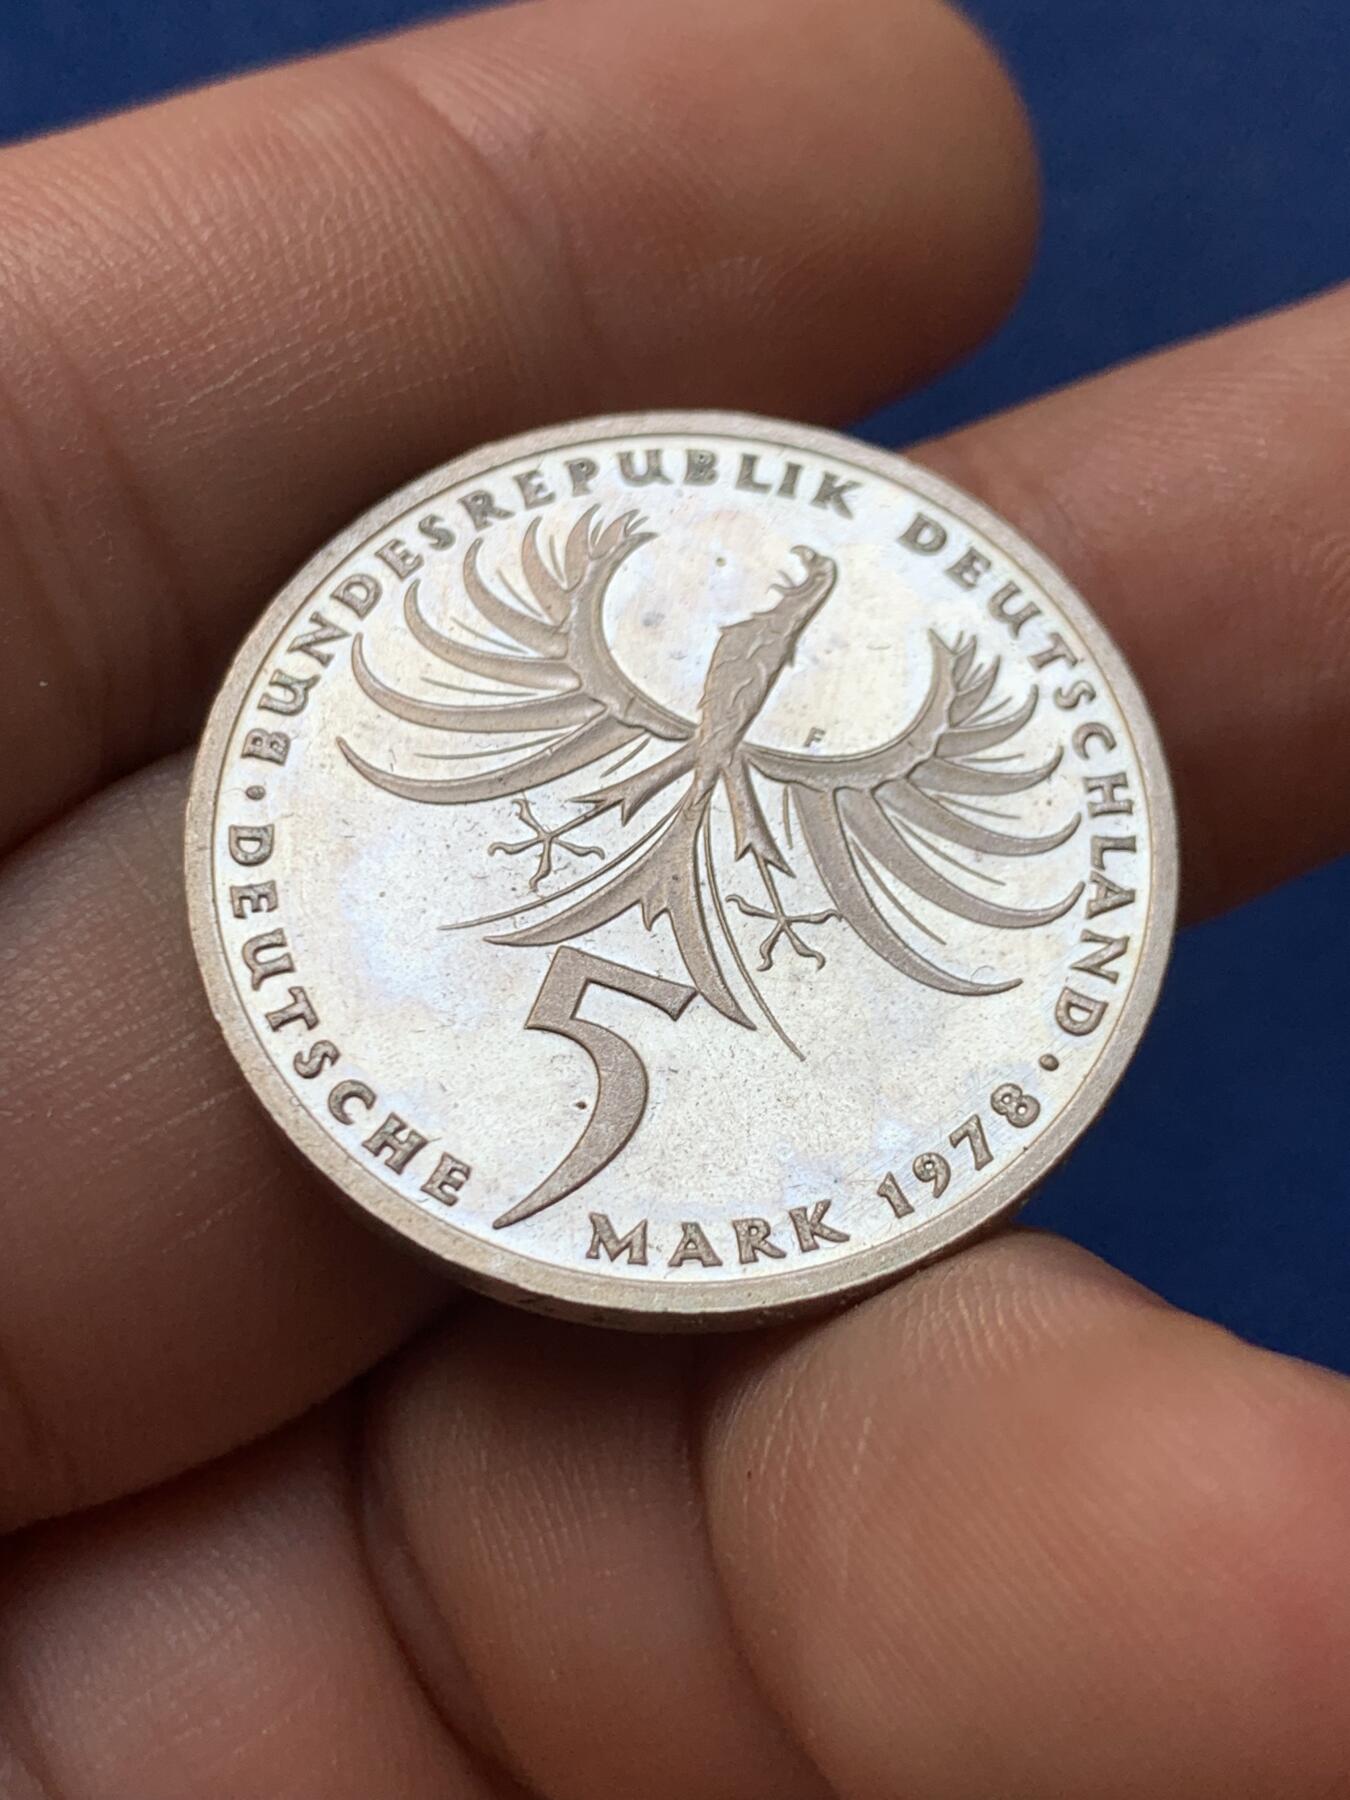 · BUNDESREPUBLIK DEUTSCHLAND ·
F
5
DEUTSCHE MARK 1978